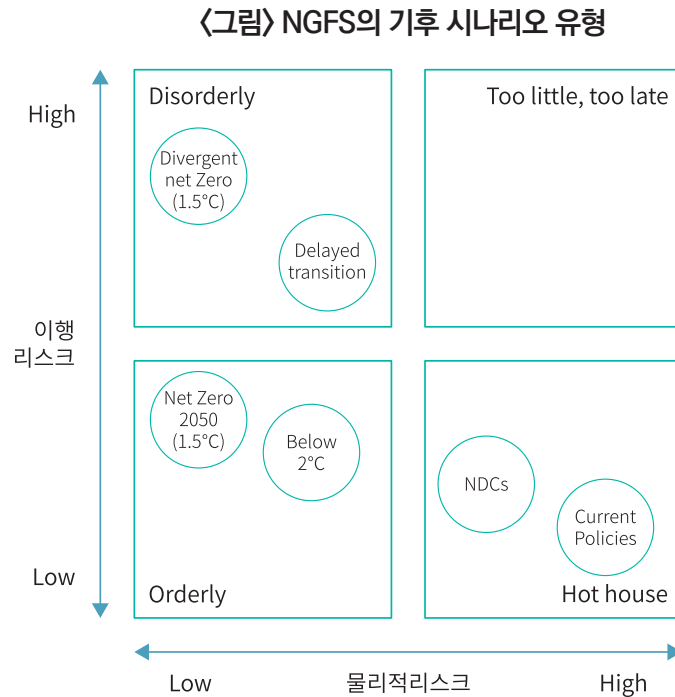 〈그림〉 NGFS의 기후 시나리오 유형
High
Disorderly
Too little, too late
Divergent
net Zero
(1.5°C)
Delayed
transition
이행
리스크
Net Zero
2050
(1.5°C)
Below
2°C
NDCs
Current
Policies
Low
Orderly
Hot house
Low
물리적리스크
High